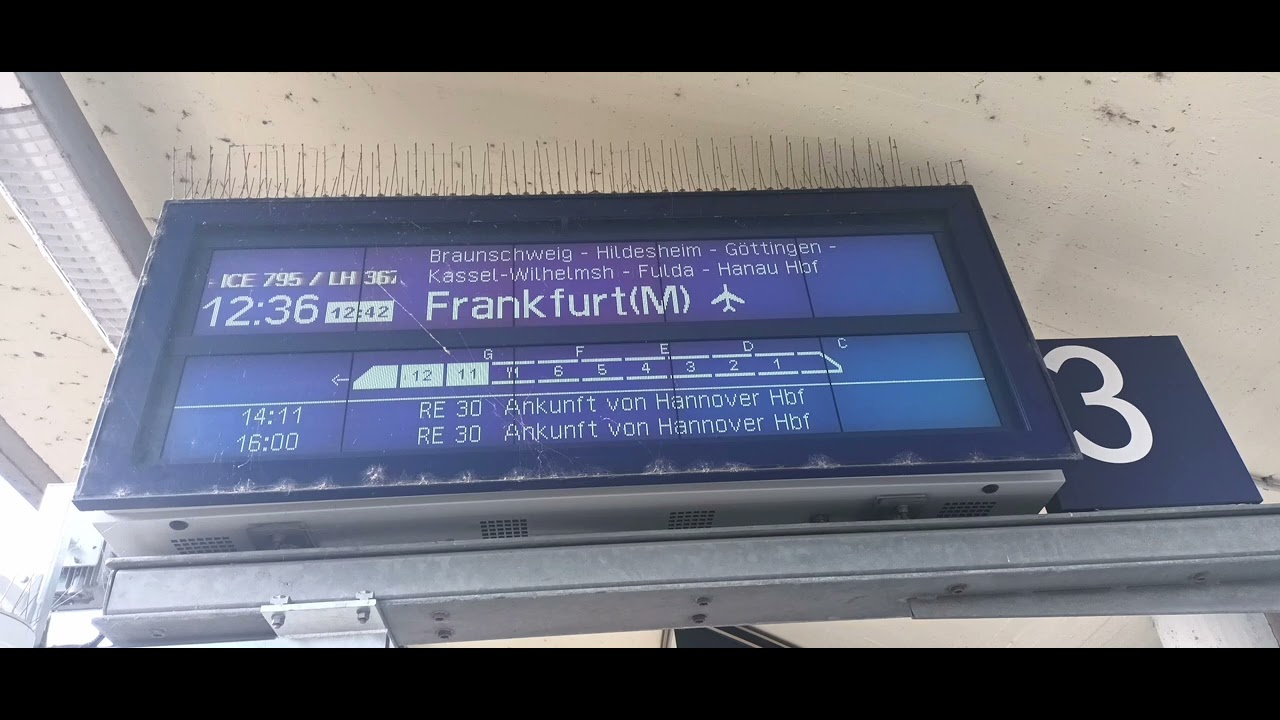 Braunschweig - Hildesheim - Göttingen -
ICE 795 / LH 367
Kassel-Wilhelmsh - Fulda - Hanau Hbf
12:36 12:42 Frankfurt(M)
G F E D C
12 11 6 5 4 3 2 1
14:11 RE 30 Ankunft von Hannover Hbf
16:00 RE 30 Ankunft von Hannover Hbf
3